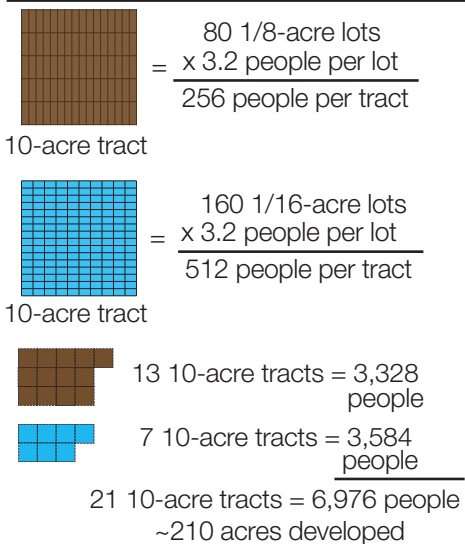 80 1/8-acre lots
= x 3.2 people per lot
256 people per tract
10-acre tract
160 1/16-acre lots
= x 3.2 people per lot
512 people per tract
10-acre tract
13 10-acre tracts = 3,328
people
7 10-acre tracts = 3,584
people
21 10-acre tracts = 6,976 people
~210 acres developed